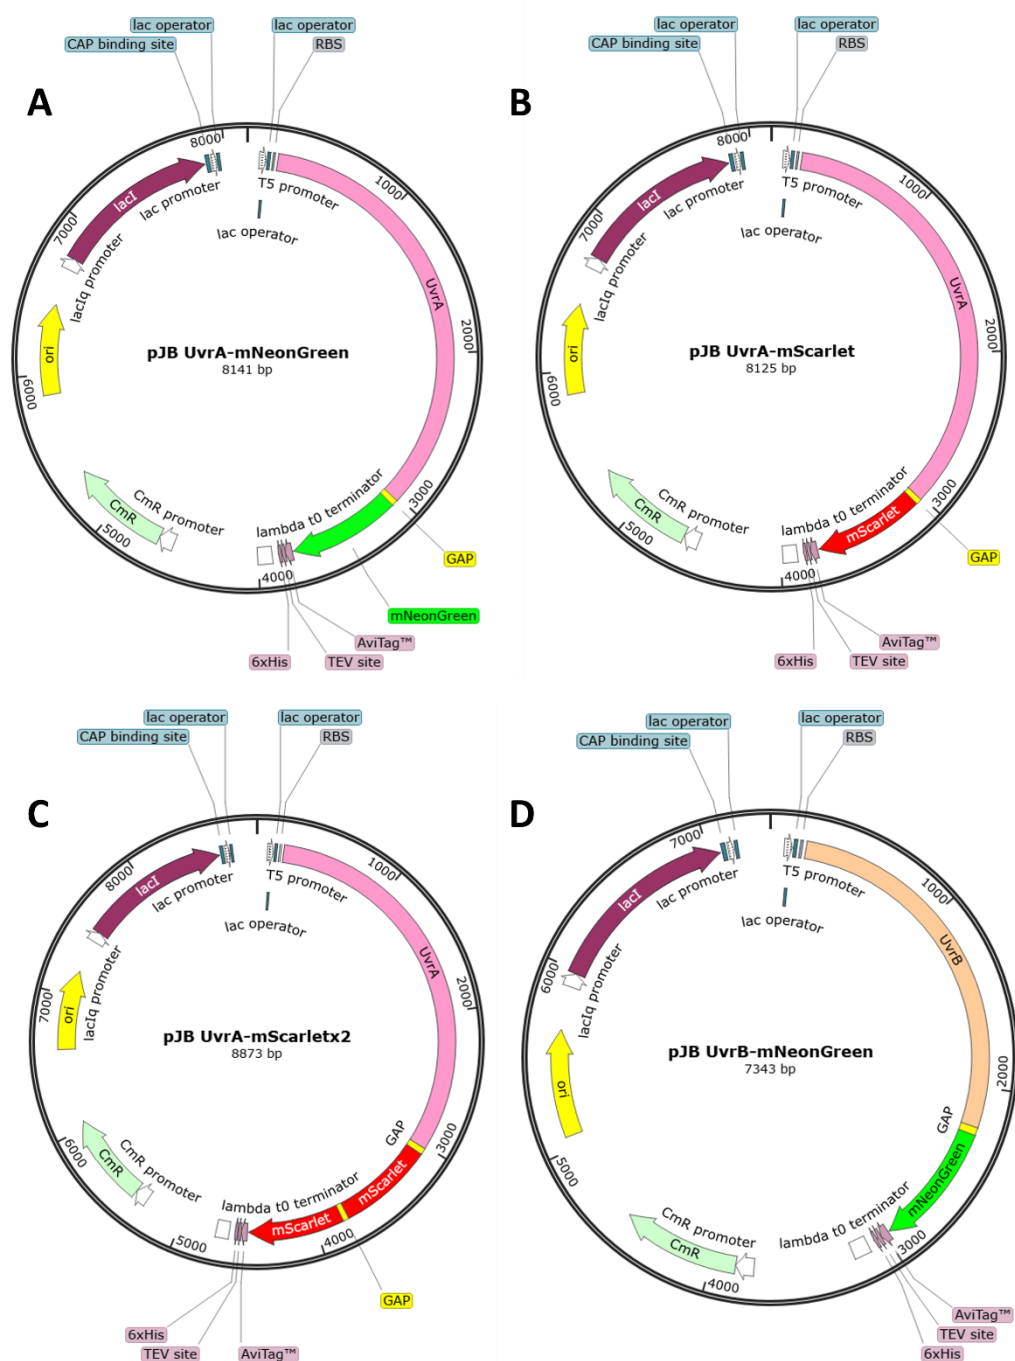 A
lac operator
lac operator
CAP binding site
RBS
8000
1000
2000
3000
4000
5000
6000
7000
lacI
lac promoter
T5 promoter
lac operator
lacIq promoter
UvrA
ori
pJB UvrA-mNeonGreen
8141 bp
lambda t0 terminator
CmR promoter
CmR
GAP
mNeonGreen
AviTag™
6xHis
TEV site
B
lac operator
lac operator
CAP binding site
RBS
8000
1000
2000
3000
4000
5000
6000
7000
lacI
lac promoter
T5 promoter
lac operator
lacIq promoter
UvrA
ori
pJB UvrA-mScarlet
8125 bp
lambda t0 terminator
mScarlet
CmR promoter
CmR
GAP
AviTag™
6xHis
TEV site
C
lac operator
lac operator
CAP binding site
RBS
8000
1000
2000
3000
4000
5000
6000
7000
lacI
lac promoter
T5 promoter
lac operator
lacIq promoter
UvrA
ori
pJB UvrA-mScarletx2
8873 bp
GAP
lambda t0 terminator
mScarlet
mScarlet
CmR promoter
CmR
GAP
6xHis
TEV site
AviTag™
D
lac operator
lac operator
CAP binding site
RBS
7000
1000
2000
3000
4000
5000
6000
lacI
lac promoter
T5 promoter
lac operator
lacIq promoter
UvrB
ori
pJB UvrB-mNeonGreen
7343 bp
GAP
mNeonGreen
lambda t0 terminator
CmR promoter
CmR
AviTag™
TEV site
6xHis